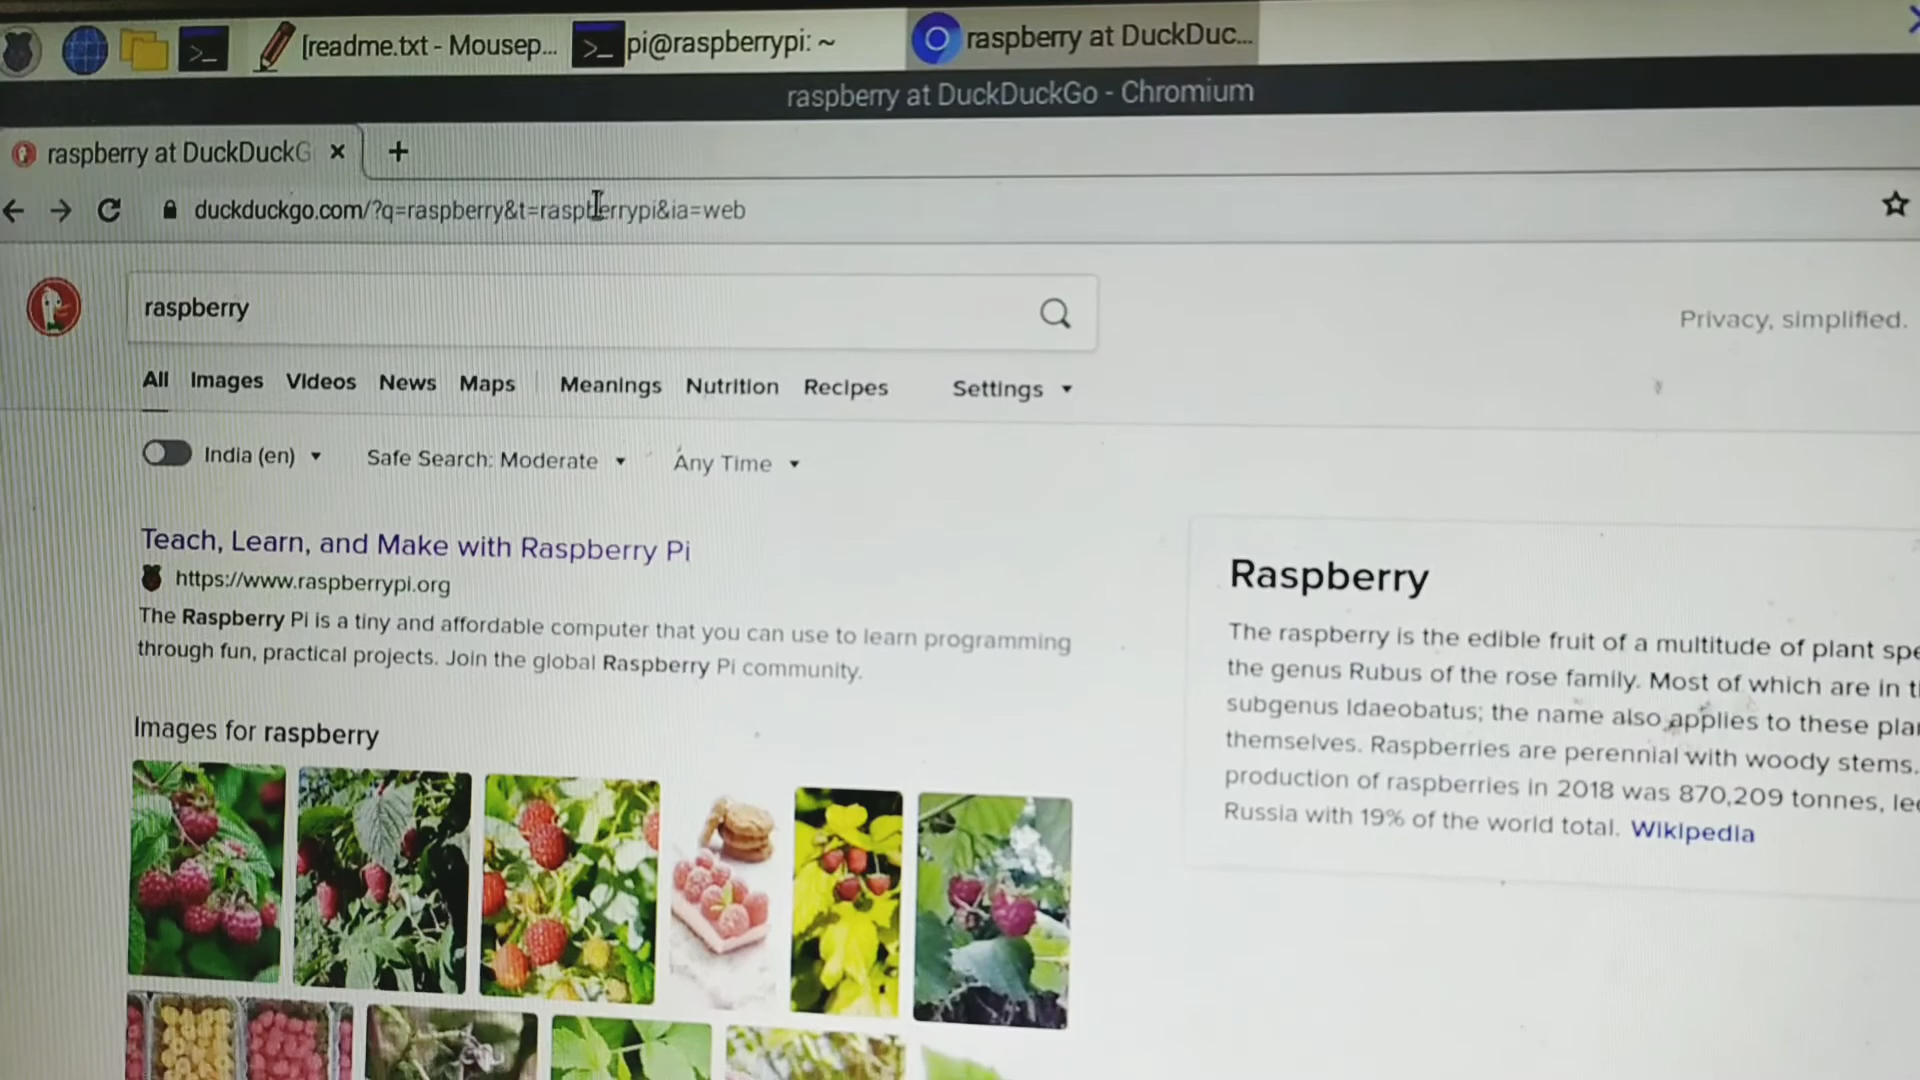 [readme.txt - Mousep...
pi@raspberrypi: ~
raspberry at DuckDuc...
raspberry at DuckDuckGo - Chromium
raspberry at DuckDuckG
duckduckgo.com/?q=raspberry&t=raspberrypi&ia=web
raspberry
Privacy, simplified.
All Images Videos News Maps Meanings Nutrition Recipes Settings
India (en) Safe Search: Moderate Any Time
Teach, Learn, and Make with Raspberry Pi
https://www.raspberrypi.org
The Raspberry Pi is a tiny and affordable computer that you can use to learn programming
through fun, practical projects. Join the global Raspberry Pi community.
Images for raspberry
Raspberry
The raspberry is the edible fruit of a multitude of plant spe
the genus Rubus of the rose family. Most of which are in t
subgenus Idaeobatus; the name also applies to these plan
themselves. Raspberries are perennial with woody stems.
production of raspberries in 2018 was 870,209 tonnes, le
Russia with 19% of the world total. Wikipedia